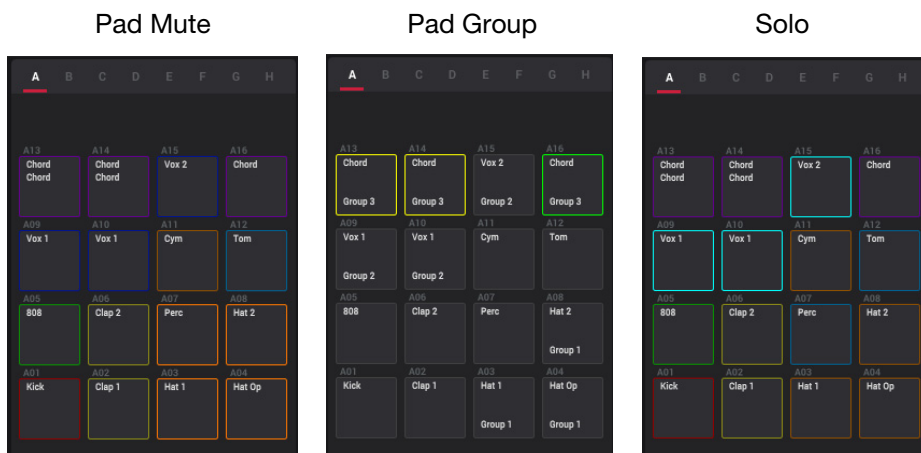 Pad Mute
A B C D E F G H
A13 A14 A15 A16
Chord Chord Vox 2 Chord
Chord Chord
A09 A10 A11 A12
Vox 1 Vox 1 Cym Tom
A05 A06 A07 A08
808 Clap 2 Perc Hat 2
A01 A02 A03 A04
Kick Clap 1 Hat 1 Hat Op
Pad Group
A B C D E F G H
A13 A14 A15 A16
Chord Chord Vox 2 Chord
Group 3 Group 3 Group 2 Group 3
A09 A10 A11 A12
Vox 1 Vox 1 Cym Tom
Group 2 Group 2
A05 A06 A07 A08
808 Clap 2 Perc Hat 2
Group 1
A01 A02 A03 A04
Kick Clap 1 Hat 1 Hat Op
Group 1 Group 1
Solo
A B C D E F G H
A13 A14 A15 A16
Chord Chord Vox 2 Chord
Chord Chord
A09 A10 A11 A12
Vox 1 Vox 1 Cym Tom
A05 A06 A07 A08
808 Clap 2 Perc Hat 2
A01 A02 A03 A04
Kick Clap 1 Hat 1 Hat Op